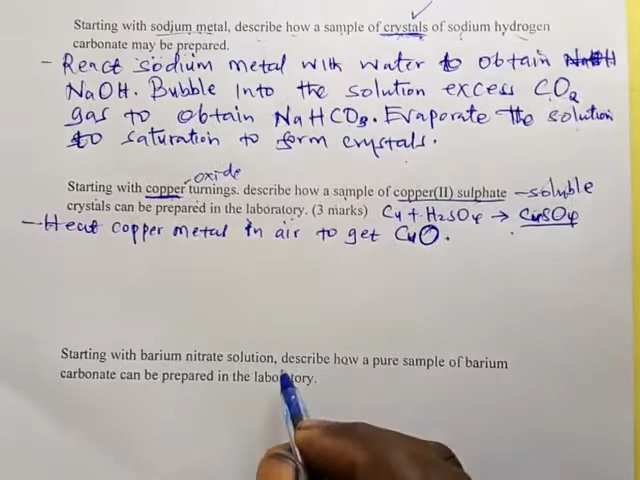 Starting with sodium metal, describe how a sample of crystals of sodium hydrogen
carbonate may be prepared.
- React sodium metal with water to obtain
NaOH. Bubble into the solution excess CO₂
gas to obtain NaHCO₃. Evaporate the solution
to saturation to form crystals.
oxide
Starting with copper turnings. describe how a sample of copper(II) sulphate - soluble
crystals can be prepared in the laboratory. (3 marks) Cu + H₂SO₄ → CuSO₄
- Heat copper metal in air to get CuO.
Starting with barium nitrate solution, describe how a pure sample of barium
carbonate can be prepared in the laboratory.